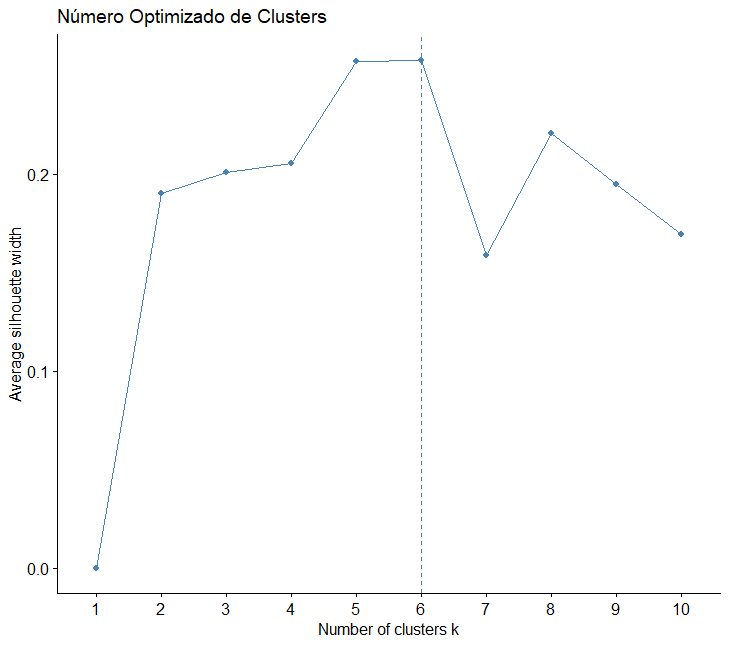 Número Optimizado de Clusters
Average silhouette width
0.2
0.1
0.0
1 2 3 4 5 6 7 8 9 10
Number of clusters k